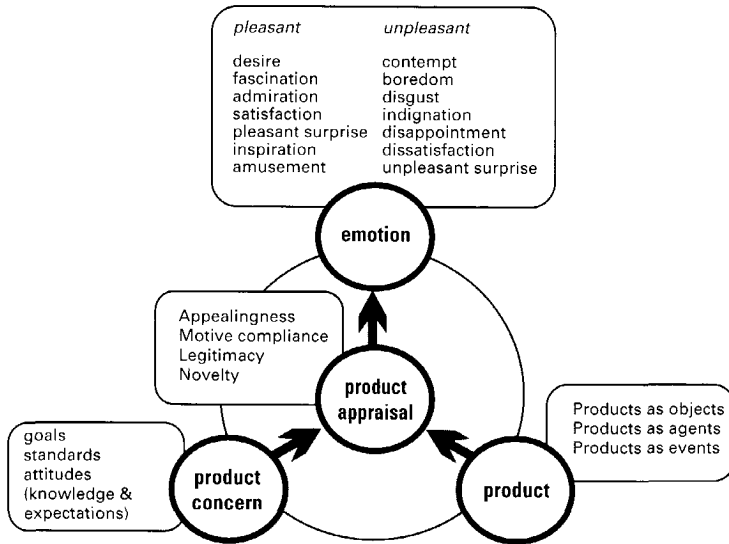 pleasant unpleasant
desire contempt
fascination boredom
admiration disgust
satisfaction indignation
pleasant surprise disappointment
inspiration dissatisfaction
amusement unpleasant surprise
emotion
Appealingness
Motive compliance
Legitimacy
Novelty
product
appraisal
goals
standards
attitudes
(knowledge &
expectations)
product
concern
product
Products as objects
Products as agents
Products as events